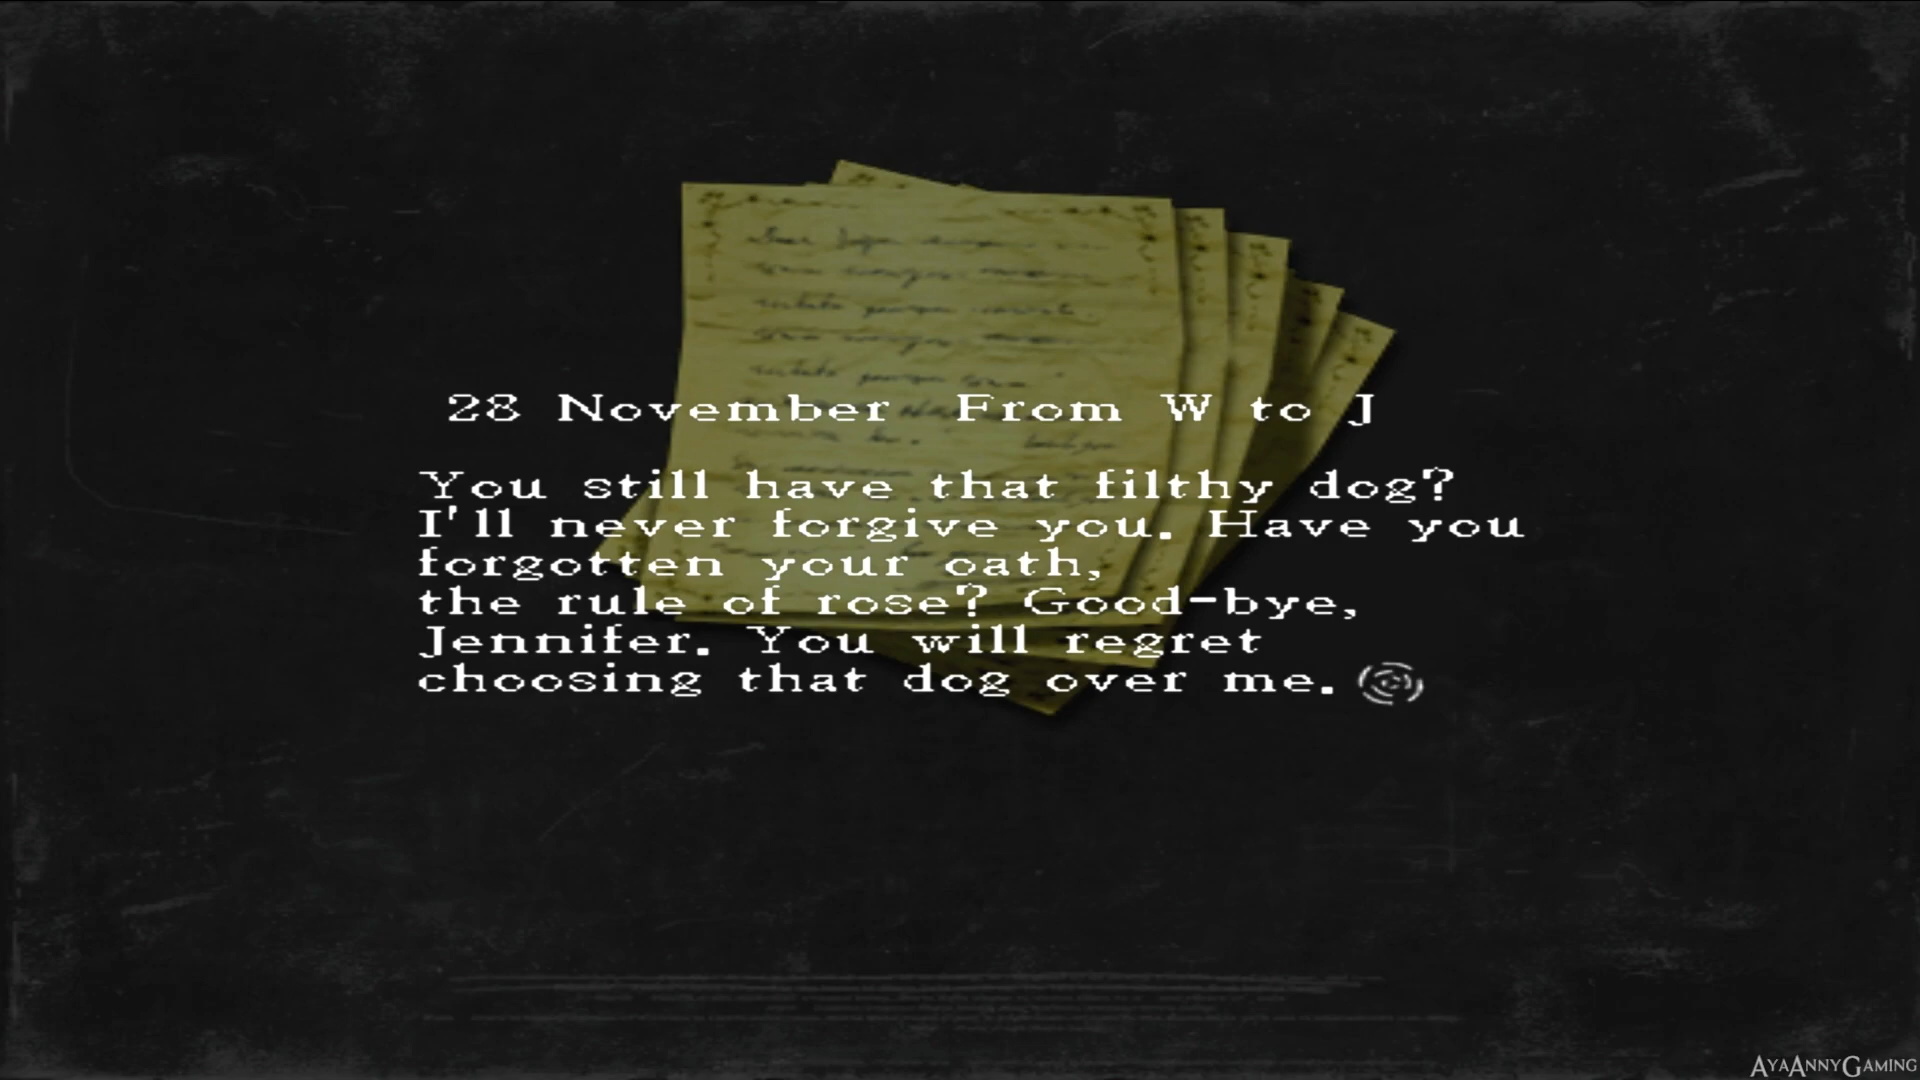 28 November From W to J
You still have that filthy dog?
I'll never forgive you. Have you
forgotten your oath,
the rule of rose? Good-bye,
Jennifer. You will regret
choosing that dog over me.
AyaAnnyGaming